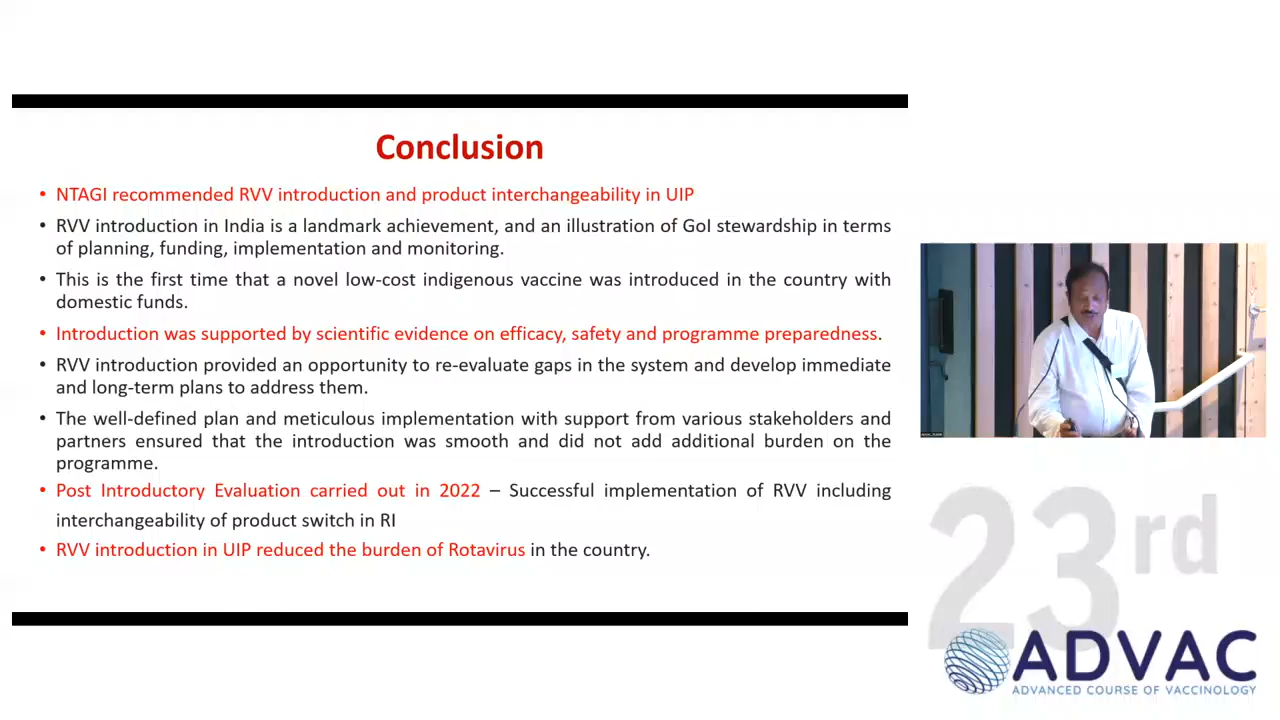 Conclusion
• NTAGI recommended RVV introduction and product interchangeability in UIP
• RVV introduction in India is a landmark achievement, and an illustration of GoI stewardship in terms
of planning, funding, implementation and monitoring.
• This is the first time that a novel low-cost indigenous vaccine was introduced in the country with
domestic funds.
• Introduction was supported by scientific evidence on efficacy, safety and programme preparedness.
• RVV introduction provided an opportunity to re-evaluate gaps in the system and develop immediate
and long-term plans to address them.
• The well-defined plan and meticulous implementation with support from various stakeholders and
partners ensured that the introduction was smooth and did not add additional burden on the
programme.
• Post Introductory Evaluation carried out in 2022 – Successful implementation of RVV including
interchangeability of product switch in RI
• RVV introduction in UIP reduced the burden of Rotavirus in the country.
23rd
ADVAC
ADVANCED COURSE OF VACCINOLOGY